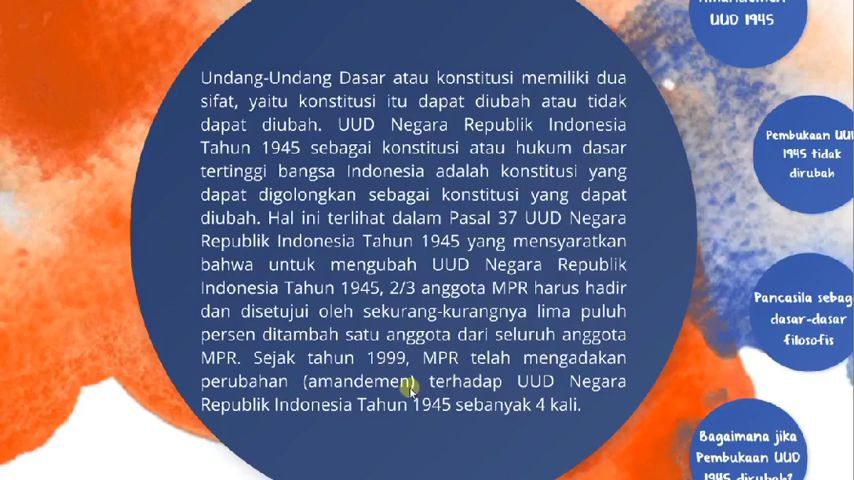 Undang-Undang Dasar atau konstitusi memiliki dua
sifat, yaitu konstitusi itu dapat diubah atau tidak
dapat diubah. UUD Negara Republik Indonesia
Tahun 1945 sebagai konstitusi atau hukum dasar
tertinggi bangsa Indonesia adalah konstitusi yang
dapat digolongkan sebagai konstitusi yang dapat
diubah. Hal ini terlihat dalam Pasal 37 UUD Negara
Republik Indonesia Tahun 1945 yang mensyaratkan
bahwa untuk mengubah UUD Negara Republik
Indonesia Tahun 1945, 2/3 anggota MPR harus hadir
dan disetujui oleh sekurang-kurangnya lima puluh
persen ditambah satu anggota dari seluruh anggota
MPR. Sejak tahun 1999, MPR telah mengadakan
perubahan (amandemen) terhadap UUD Negara
Republik Indonesia Tahun 1945 sebanyak 4 kali.
UUD 1945
Pembukaan UUD
1945 tidak
dirubah
Pancasila sebag
dasar-dasar
filosofis
Bagaimana jika
Pembukaan UUD
1945 dirubah?